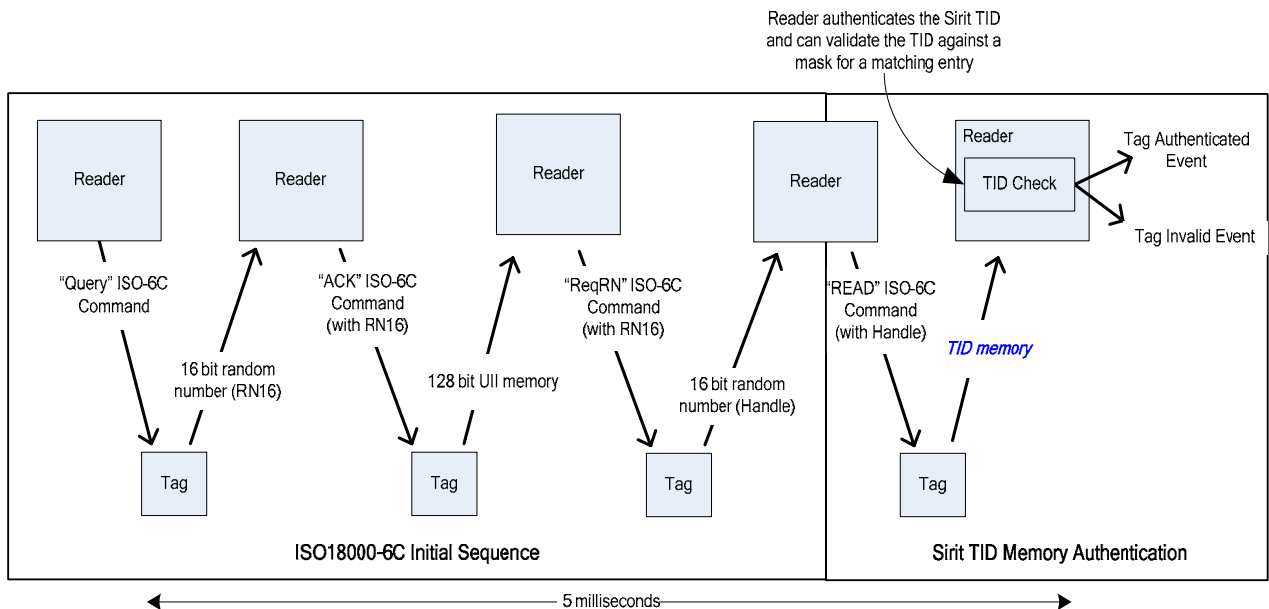 Reader authenticates the Sirit TID
and can validate the TID against a
mask for a matching entry
Reader
Reader
Reader
Reader
Reader
TID Check
Tag Authenticated
Event
Tag Invalid Event
“Query” ISO-6C
Command
16 bit random
number (RN16)
“ACK” ISO-6C
Command
(with RN16)
128 bit UII memory
“ReqRN” ISO-6C
Command
(with RN16)
16 bit random
number (Handle)
“READ” ISO-6C
Command
(with Handle)
TID memory
Tag
Tag
Tag
Tag
ISO18000-6C Initial Sequence
Sirit TID Memory Authentication
5 milliseconds